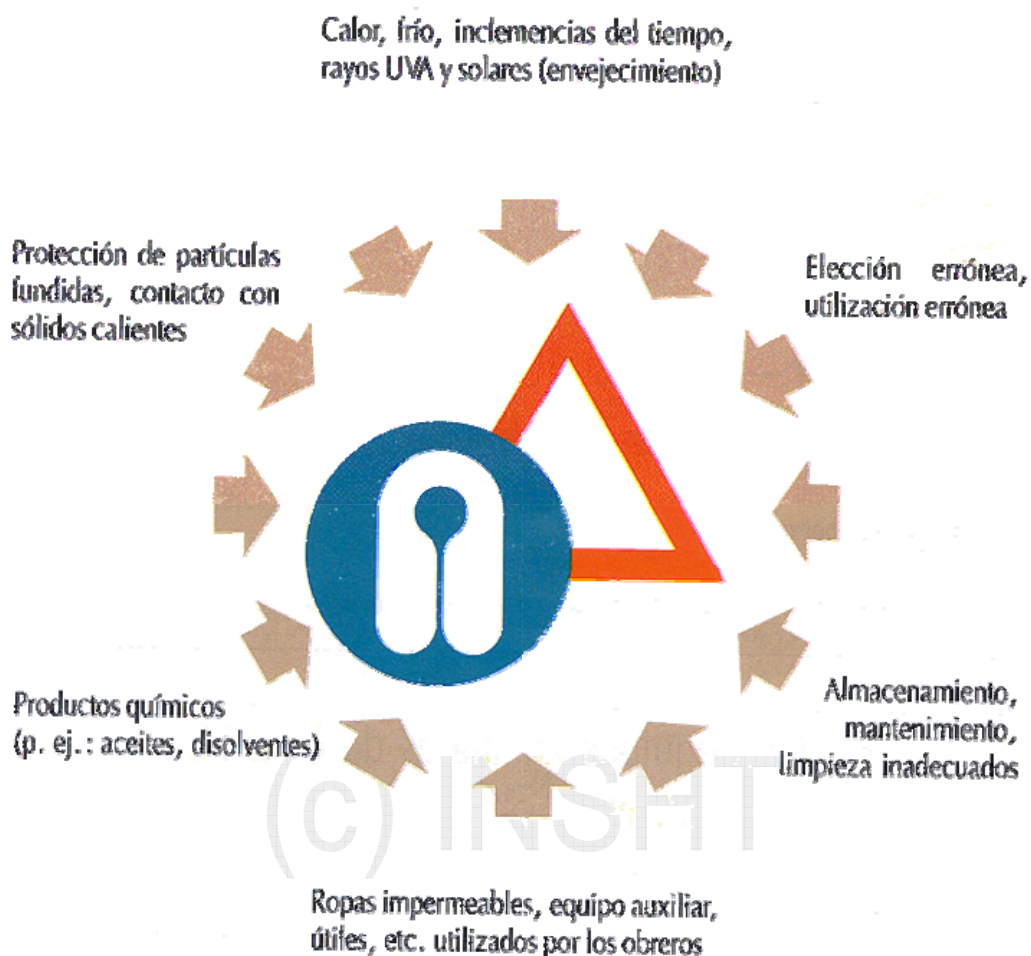 Calor, frío, inclemencias del tiempo,
rayos UVA y solares (envejecimiento)
Protección de partículas
fundidas, contacto con
sólidos calientes
Elección errónea,
utilización errónea
Productos químicos
(p. ej.: aceites, disolventes)
Almacenamiento,
mantenimiento,
limpieza inadecuados
(c) INSHT
Ropas impermeables, equipo auxiliar,
útiles, etc. utilizados por los obreros